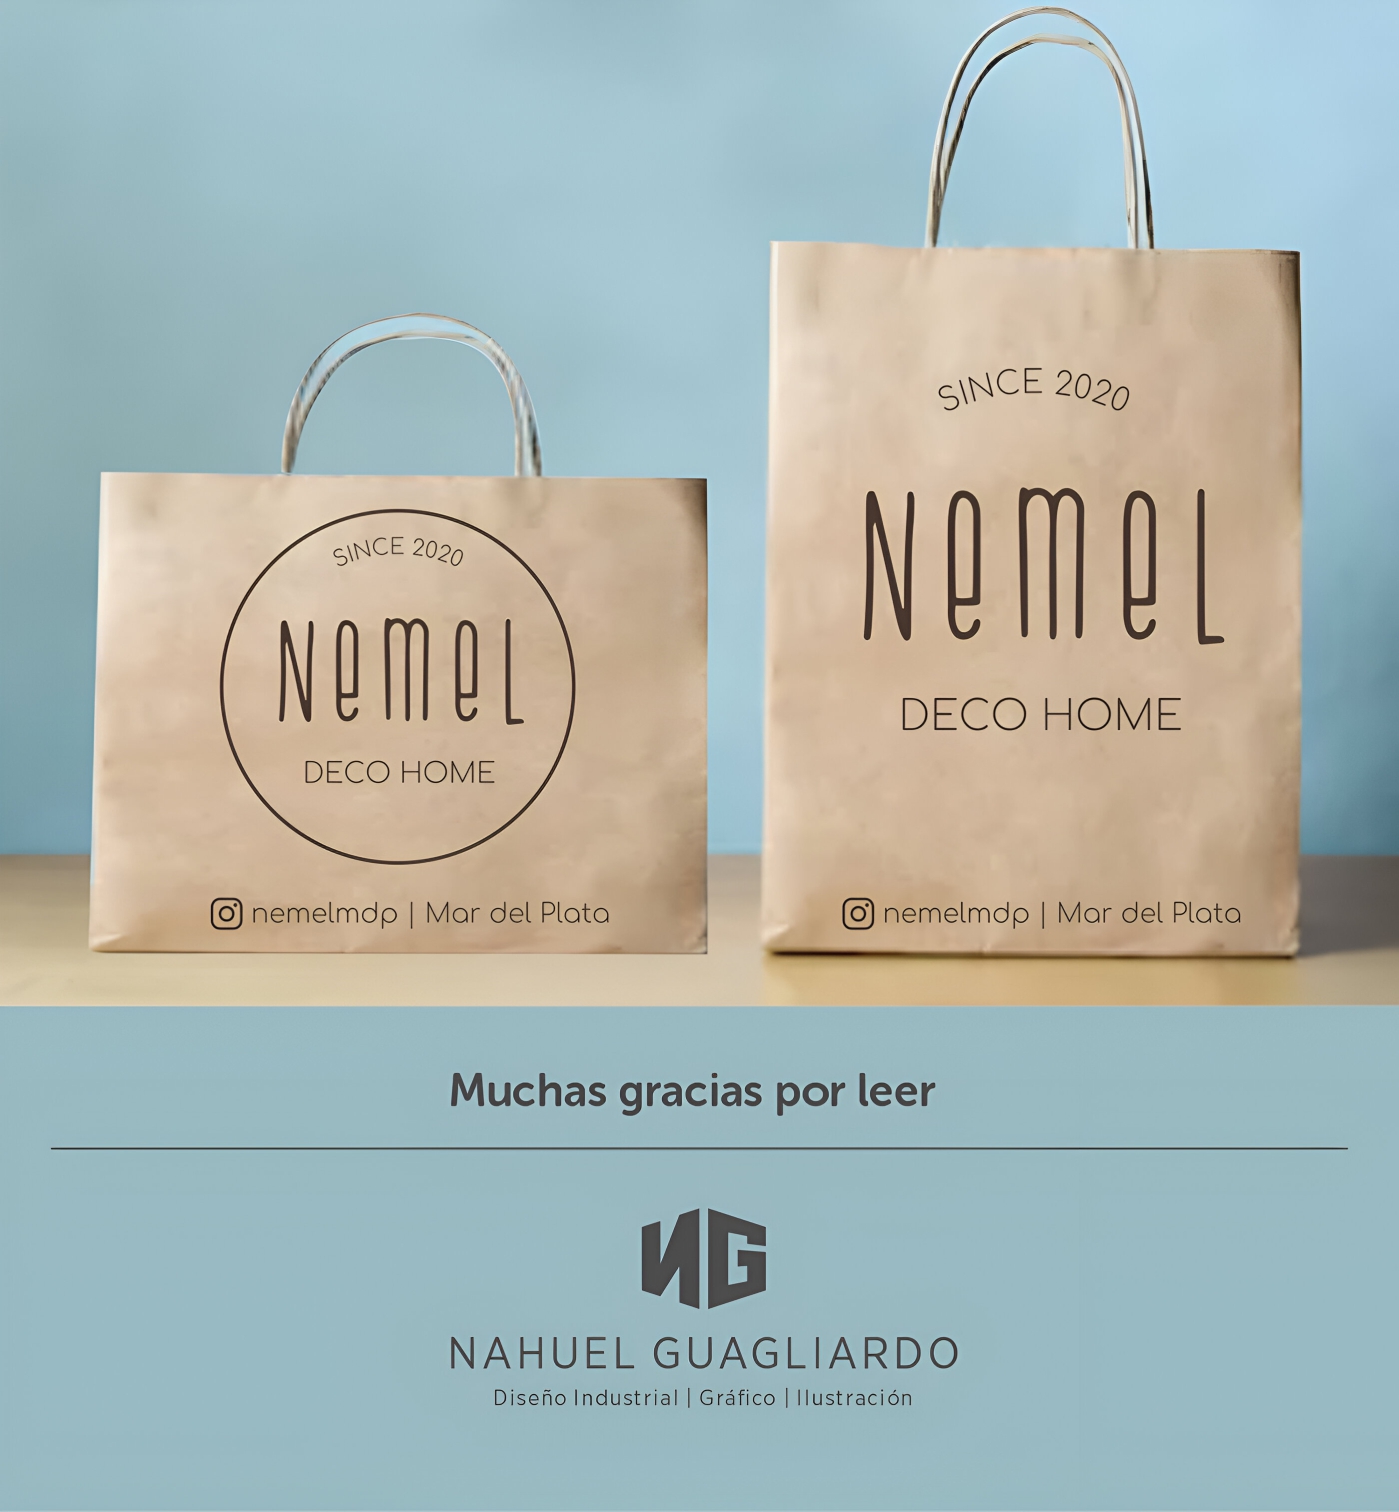 SINCE 2020
NemeL
DECO HOME
nemelmdp | Mar del Plata
SINCE 2020
NemeL
DECO HOME
nemelmdp | Mar del Plata
Muchas gracias por leer
NG
NAHUEL GUAGLIARDO
Diseño Industrial | Gráfico | Ilustración